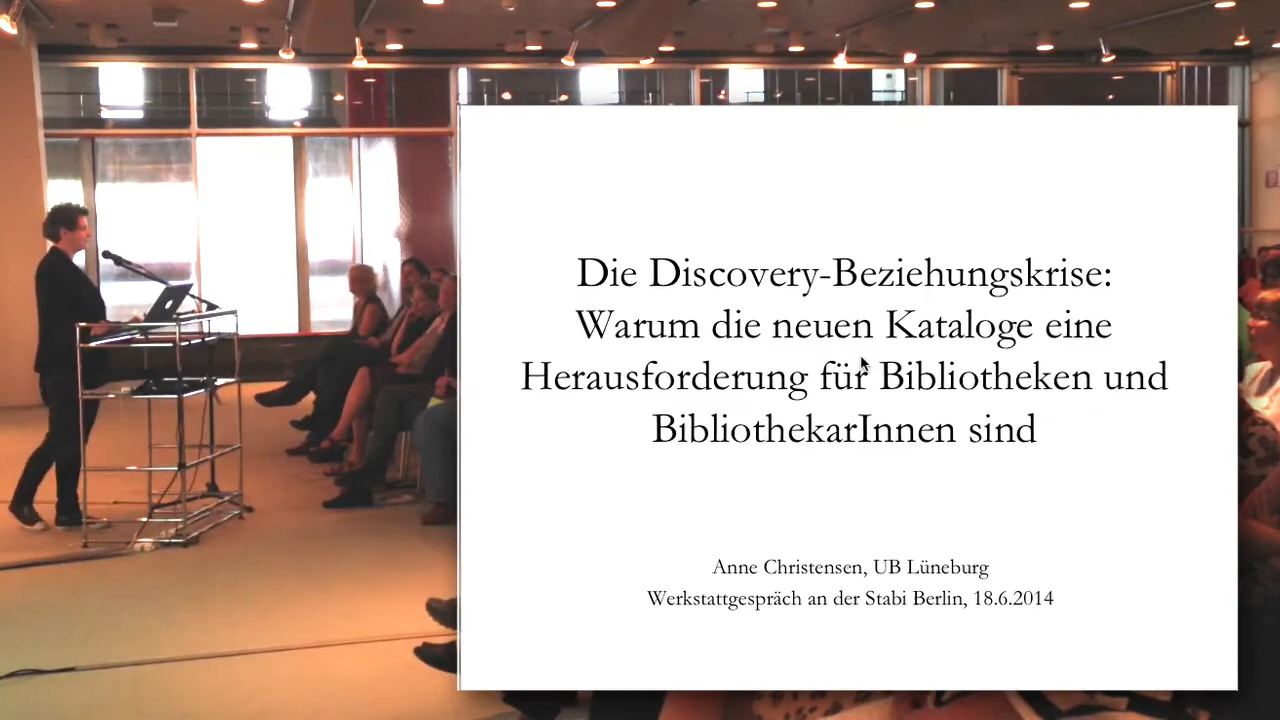 Die Discovery-Beziehungskrise:
Warum die neuen Kataloge eine
Herausforderung für Bibliotheken und
BibliothekarInnen sind
Anne Christensen, UB Lüneburg
Werkstattgespräch an der Stabi Berlin, 18.6.2014